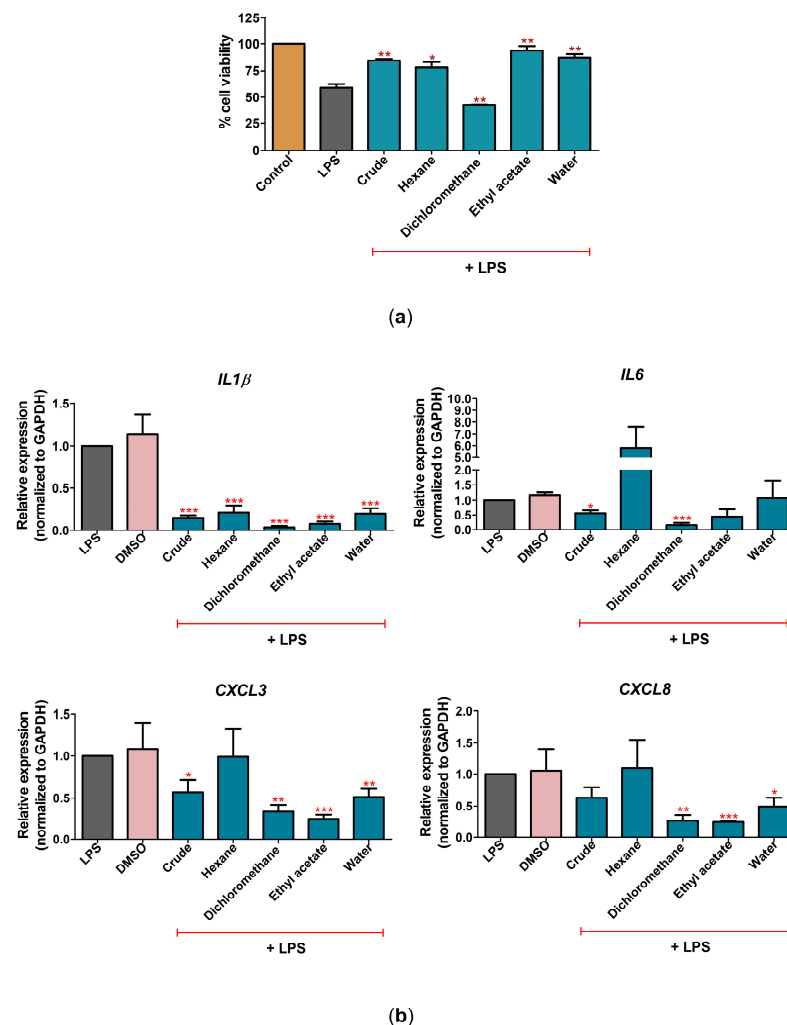 % cell viability
125
100
75
50
25
0
** * ** ** **
Control LPS Crude Hexane Dichloromethane Ethyl acetate Water
+ LPS
(a)
IL1β
Relative expression
(normalized to GAPDH)
1.5
1.0
0.5
0.0
*** *** *** *** ***
LPS DMSO Crude Hexane Dichloromethane Ethyl acetate Water
+ LPS
IL6
Relative expression
(normalized to GAPDH)
10.0
9.0
8.0
7.0
6.0
5.0
2.0
1.5
1.0
0.5
0.0
* ***
LPS DMSO Crude Hexane Dichloromethane Ethyl acetate Water
+ LPS
CXCL3
Relative expression
(normalized to GAPDH)
1.5
1.0
0.5
0.0
* ** *** **
LPS DMSO Crude Hexane Dichloromethane Ethyl acetate Water
+ LPS
CXCL8
Relative expression
(normalized to GAPDH)
2.0
1.5
1.0
0.5
0.0
** *** *
LPS DMSO Crude Hexane Dichloromethane Ethyl acetate Water
+ LPS
(b)